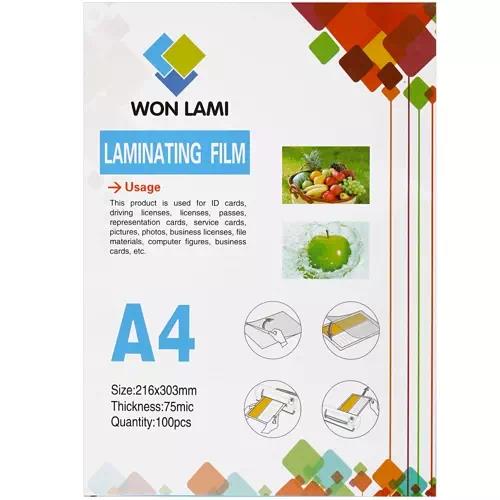 WON LAMI
LAMINATING FILM
Usage
This product is used for ID cards,
driving licenses, licenses, passes,
representation cards, service cards,
pictures, photos, business licenses, file
materials, computer figures, business
cards, etc.
A4
Size:216x303mm
Thickness:75mic
Quantity:100pcs